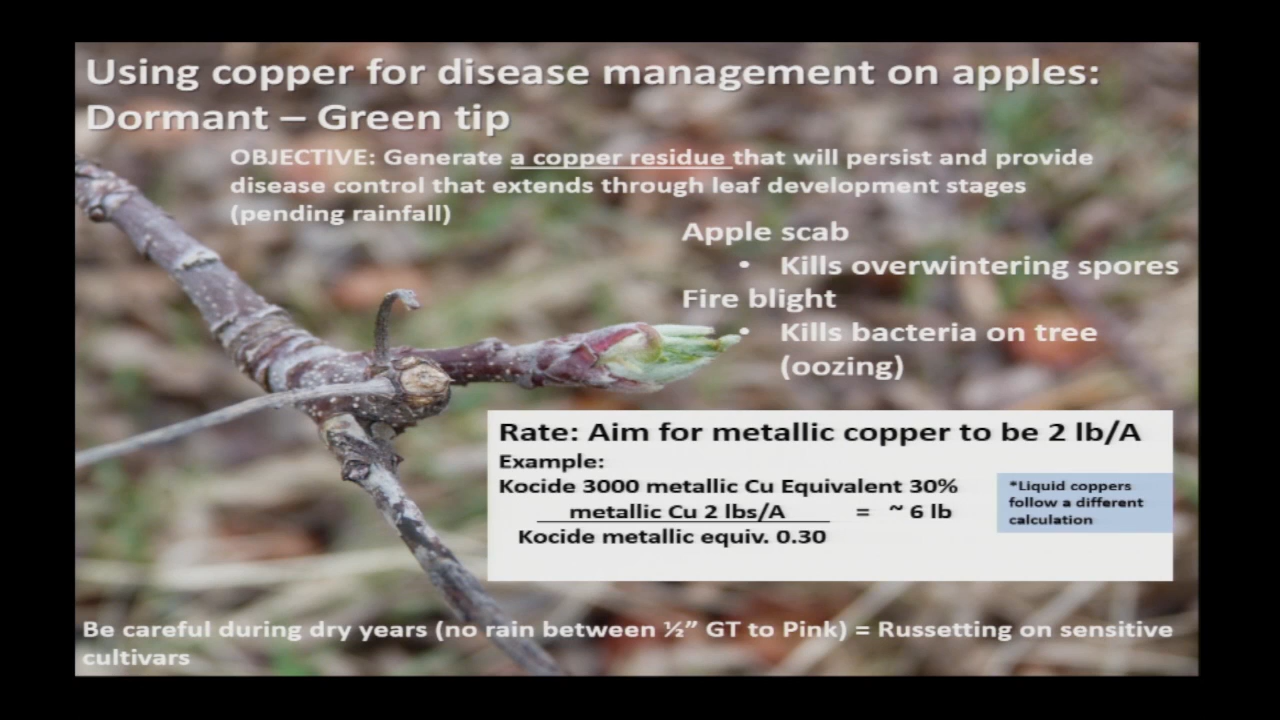 Using copper for disease management on apples:
Dormant – Green tip
OBJECTIVE: Generate a copper residue that will persist and provide
disease control that extends through leaf development stages
(pending rainfall)
Apple scab
• Kills overwintering spores
Fire blight
• Kills bacteria on tree
(oozing)
Rate: Aim for metallic copper to be 2 lb/A
Example:
Kocide 3000 metallic Cu Equivalent 30%
metallic Cu 2 lbs/A = ~ 6 lb
Kocide metallic equiv. 0.30
*Liquid coppers
follow a different
calculation
Be careful during dry years (no rain between ½” GT to Pink) = Russetting on sensitive
cultivars